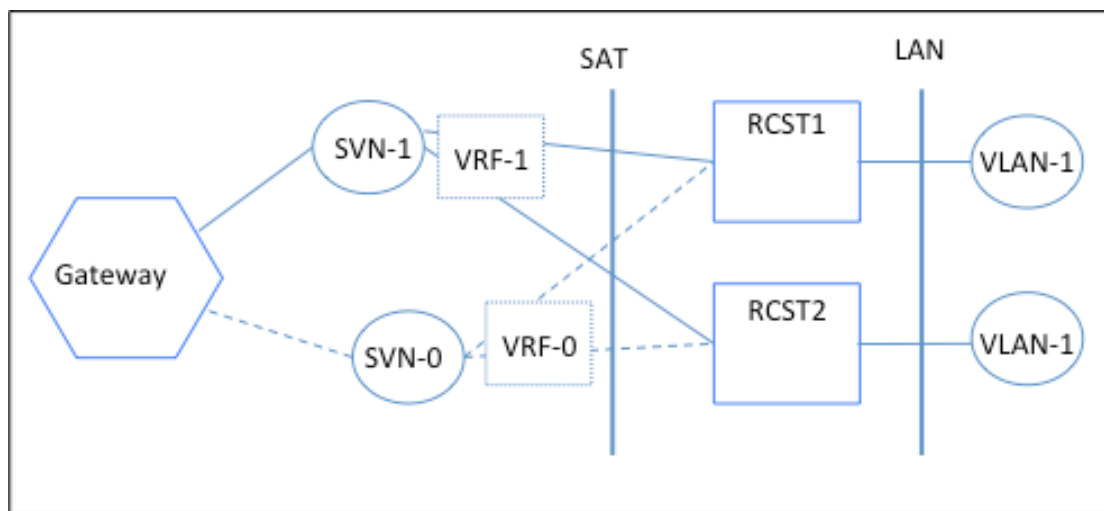 SAT
LAN
SVN-1
VRF-1
RCST1
VLAN-1
Gateway
SVN-0
VRF-0
RCST2
VLAN-1